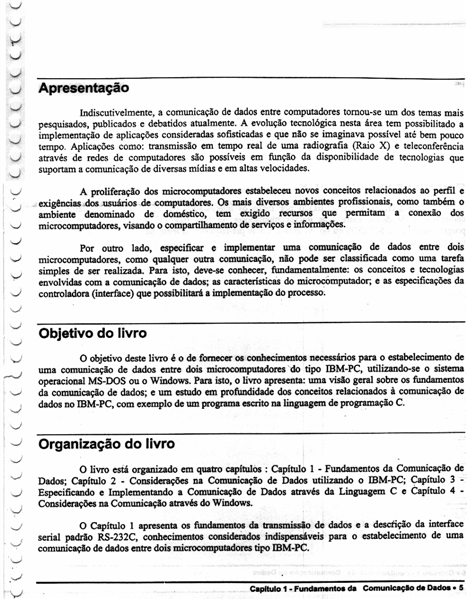 Apresentação
Indiscutivelmente, a comunicação de dados entre computadores tornou-se um dos temas mais
pesquisados, publicados e debatidos atualmente. A evolução tecnológica nesta área tem possibilitado a
implementação de aplicações consideradas sofisticadas e que não se imaginava possível até bem pouco
tempo. Aplicações como: transmissão em tempo real de uma radiografia (Raio X) e teleconferência
através de redes de computadores são possíveis em função da disponibilidade de tecnologias que
suportam a comunicação de diversas mídias e em altas velocidades.
A proliferação dos microcomputadores estabeleceu novos conceitos relacionados ao perfil e
exigências dos usuários de computadores. Os mais diversos ambientes profissionais, como também o
ambiente denominado de doméstico, tem exigido recursos que permitam a conexão dos
microcomputadores, visando o compartilhamento de serviços e informações.
Por outro lado, especificar e implementar uma comunicação de dados entre dois
microcomputadores, como qualquer outra comunicação, não pode ser classificada como uma tarefa
simples de ser realizada. Para isto, deve-se conhecer, fundamentalmente: os conceitos e tecnologias
envolvidas com a comunicação de dados; as características do microcomputador; e as especificações da
controladora (interface) que possibilitará a implementação do processo.
Objetivo do livro
O objetivo deste livro é o de fornecer os conhecimentos necessários para o estabelecimento de
uma comunicação de dados entre dois microcomputadores do tipo IBM-PC, utilizando-se o sistema
operacional MS-DOS ou o Windows. Para isto, o livro apresenta: uma visão geral sobre os fundamentos
da comunicação de dados; e um estudo em profundidade dos conceitos relacionados à comunicação de
dados no IBM-PC, com exemplo de um programa escrito na linguagem de programação C.
Organização do livro
O livro está organizado em quatro capítulos : Capítulo 1 - Fundamentos da Comunicação de
Dados; Capítulo 2 - Considerações na Comunicação de Dados utilizando o IBM-PC; Capítulo 3 -
Especificando e Implementando a Comunicação de Dados através da Linguagem C e Capítulo 4 -
Considerações na Comunicação através do Windows.
O Capítulo 1 apresenta os fundamentos da transmissão de dados e a descrição da interface
serial padrão RS-232C, conhecimentos considerados indispensáveis para o estabelecimento de uma
comunicação de dados entre dois microcomputadores tipo IBM-PC.
Capítulo 1 - Fundamentos da Comunicação de Dados • 5